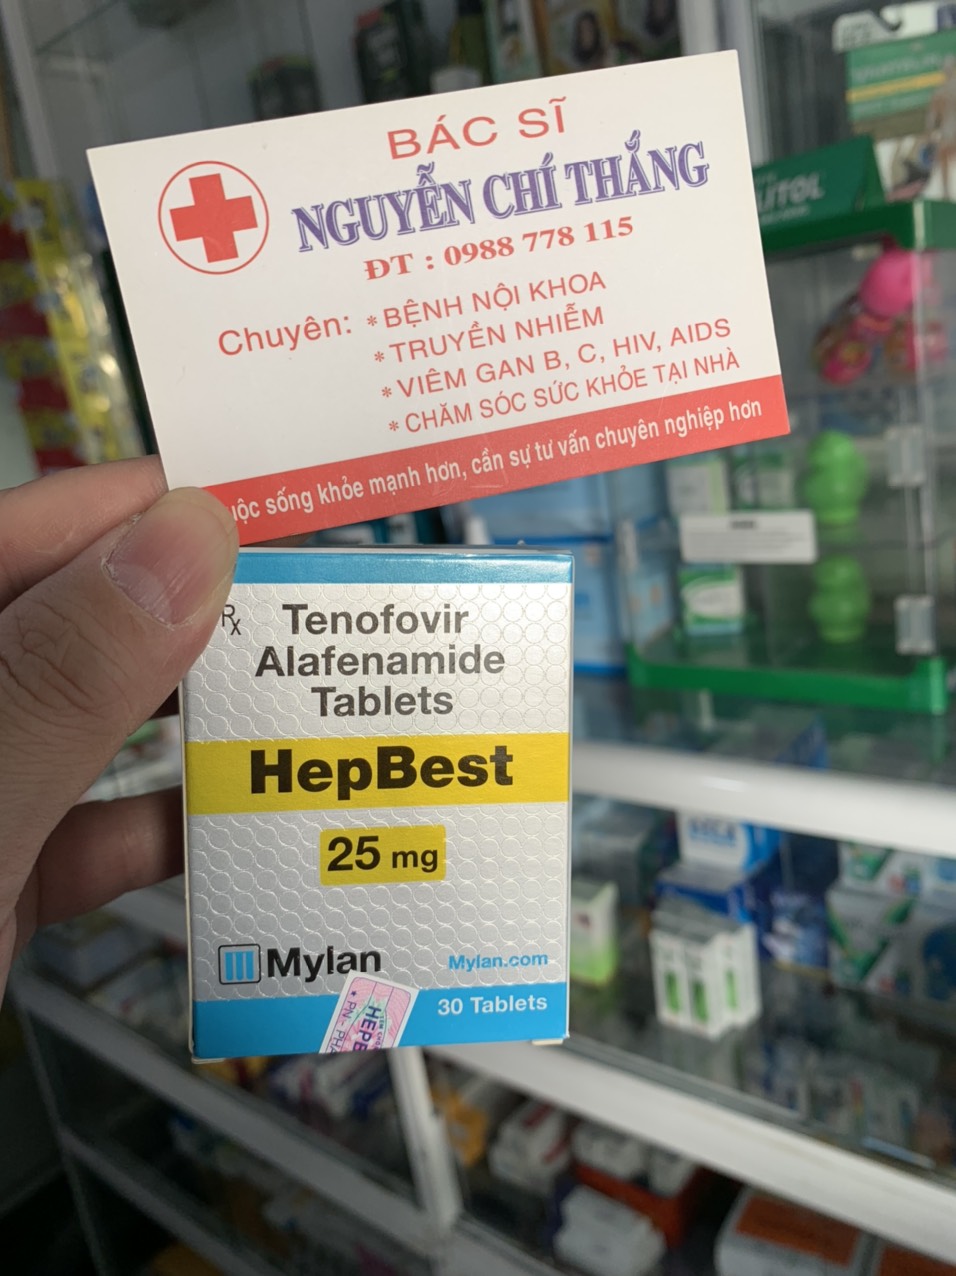 BÁC SĨ
NGUYỄN CHÍ THẮNG
ĐT : 0988 778 115
Chuyên: * BỆNH NỘI KHOA
* TRUYỀN NHIỄM
* VIÊM GAN B, C, HIV, AIDS
* CHĂM SÓC SỨC KHỎE TẠI NHÀ
sống khỏe mạnh hơn, cần sự tư vấn chuyên nghiệp hơn
Rx Tenofovir
Alafenamide
Tablets
HepBest
25 mg
Mylan
Mylan.com
30 Tablets